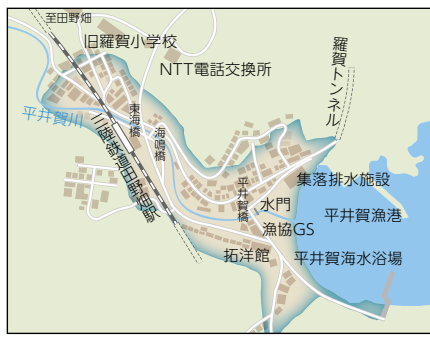 至田野畑
旧羅賀小学校
NTT電話交換所
羅賀トンネル
平井賀川
東海橋
海鳴橋
三陸鉄道田野畑駅
平井賀橋
集落排水施設
水門
平井賀漁港
漁協GS
拓洋館
平井賀海水浴場